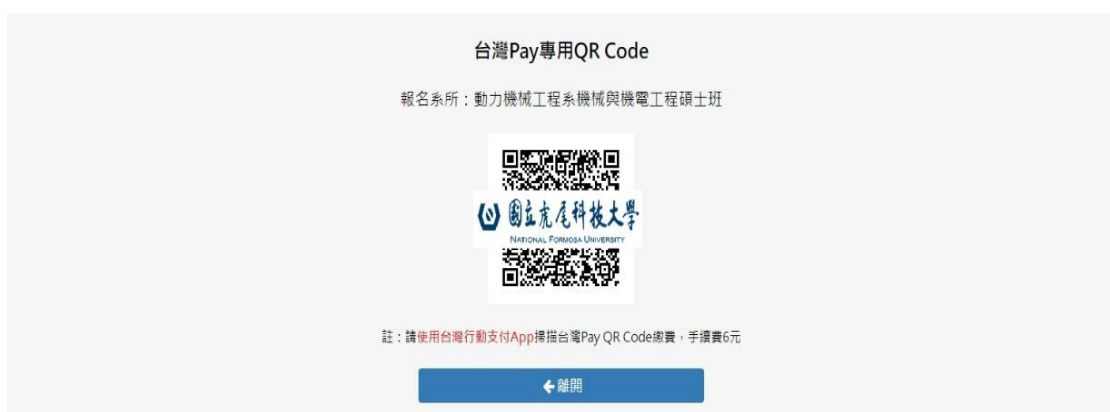 台灣Pay專用QR Code
報名系所：動力機械工程系機械與機電工程碩士班
國立虎尾科技大學
NATIONAL FORMOSA UNIVERSITY
註：請使用台灣行動支付App掃描台灣Pay QR Code繳費，手續費6元
離開